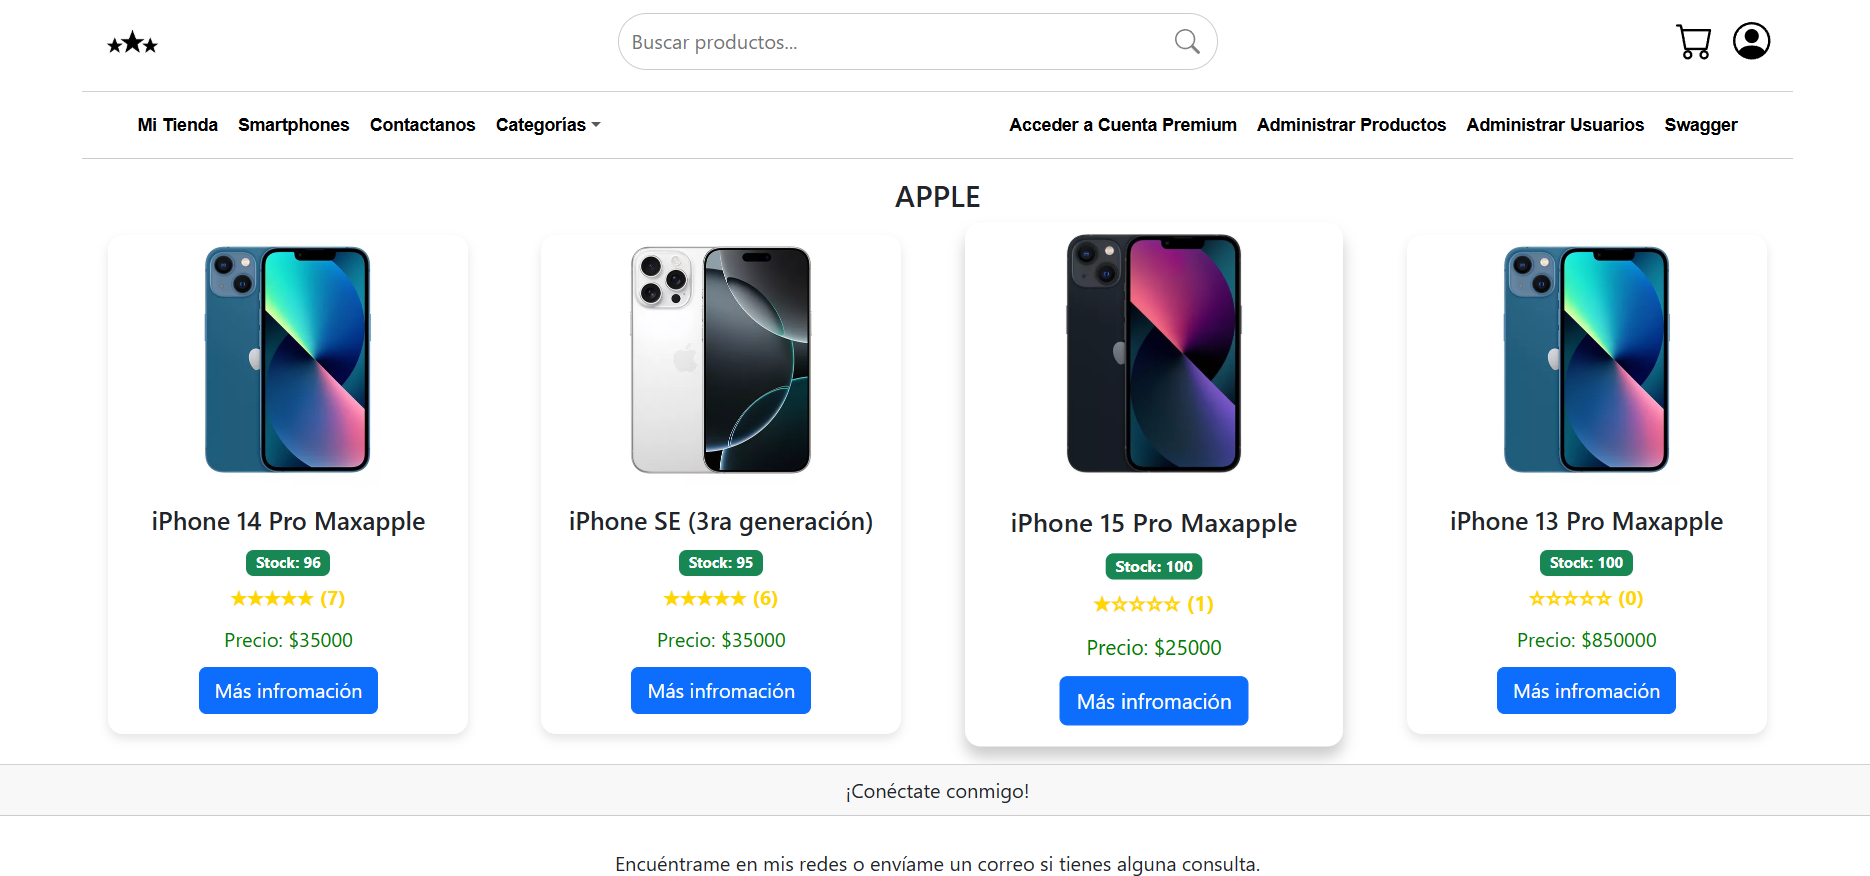 Buscar productos...
Mi Tienda Smartphones Contactanos Categorías Acceder a Cuenta Premium Administrar Productos Administrar Usuarios Swagger
APPLE
iPhone 14 Pro Maxapple
Stock: 96
★★★★★ (7)
Precio: $35000
Más infromación
iPhone SE (3ra generación)
Stock: 95
★★★★★ (6)
Precio: $35000
Más infromación
iPhone 15 Pro Maxapple
Stock: 100
★☆☆☆☆ (1)
Precio: $25000
Más infromación
iPhone 13 Pro Maxapple
Stock: 100
☆☆☆☆☆ (0)
Precio: $850000
Más infromación
¡Conéctate conmigo!
Encuéntrame en mis redes o envíame un correo si tienes alguna consulta.